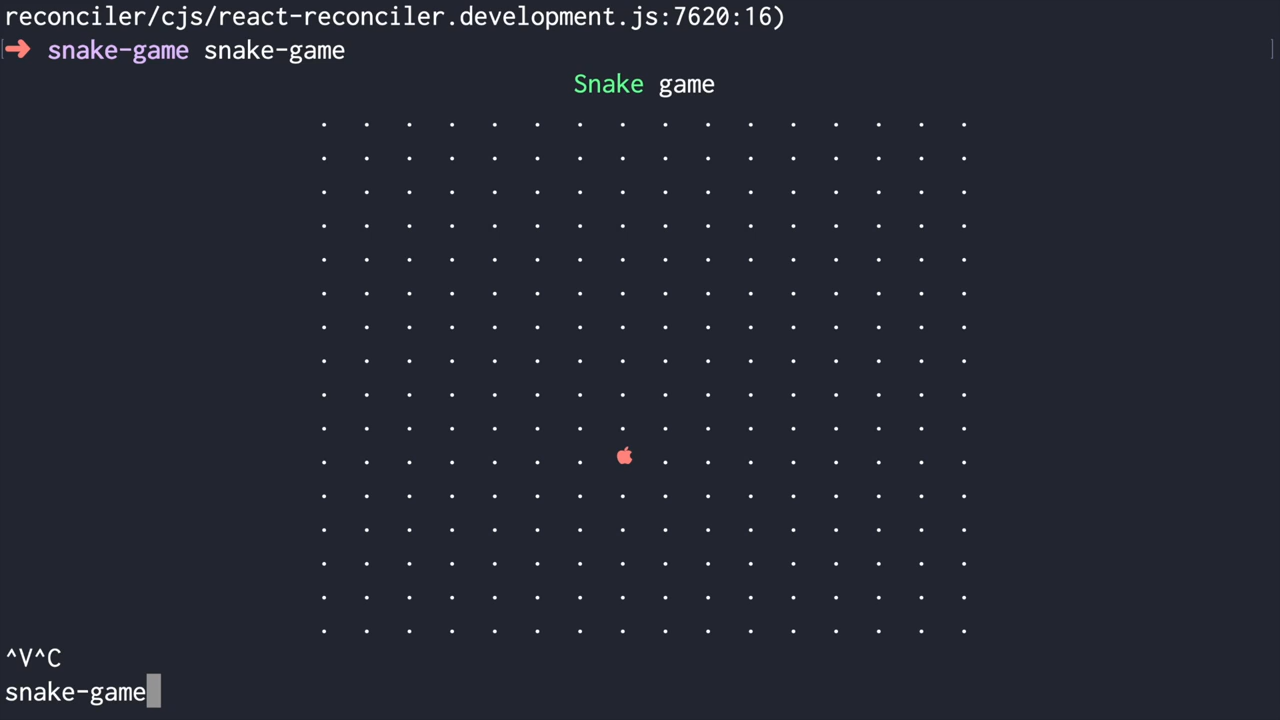 reconciler/cjs/react-reconciler.development.js:7620:16)
➜ snake-game snake-game
Snake game
. . . . . . . . . . . . . . . .
. . . . . . . . . . . . . . . .
. . . . . . . . . . . . . . . .
. . . . . . . . . . . . . . . .
. . . . . . . . . . . . . . . .
. . . . . . . . . . . . . . . .
. . . . . . . . . . . . . . . .
. . . . . . . . . . . . . . . .
. . . . . . . . . . . . . . . .
. . . . . . . . . . . . . . . .
. . . . . . .  . . . . . . . .
. . . . . . . . . . . . . . . .
. . . . . . . . . . . . . . . .
. . . . . . . . . . . . . . . .
. . . . . . . . . . . . . . . .
. . . . . . . . . . . . . . . .
^V^C
snake-game